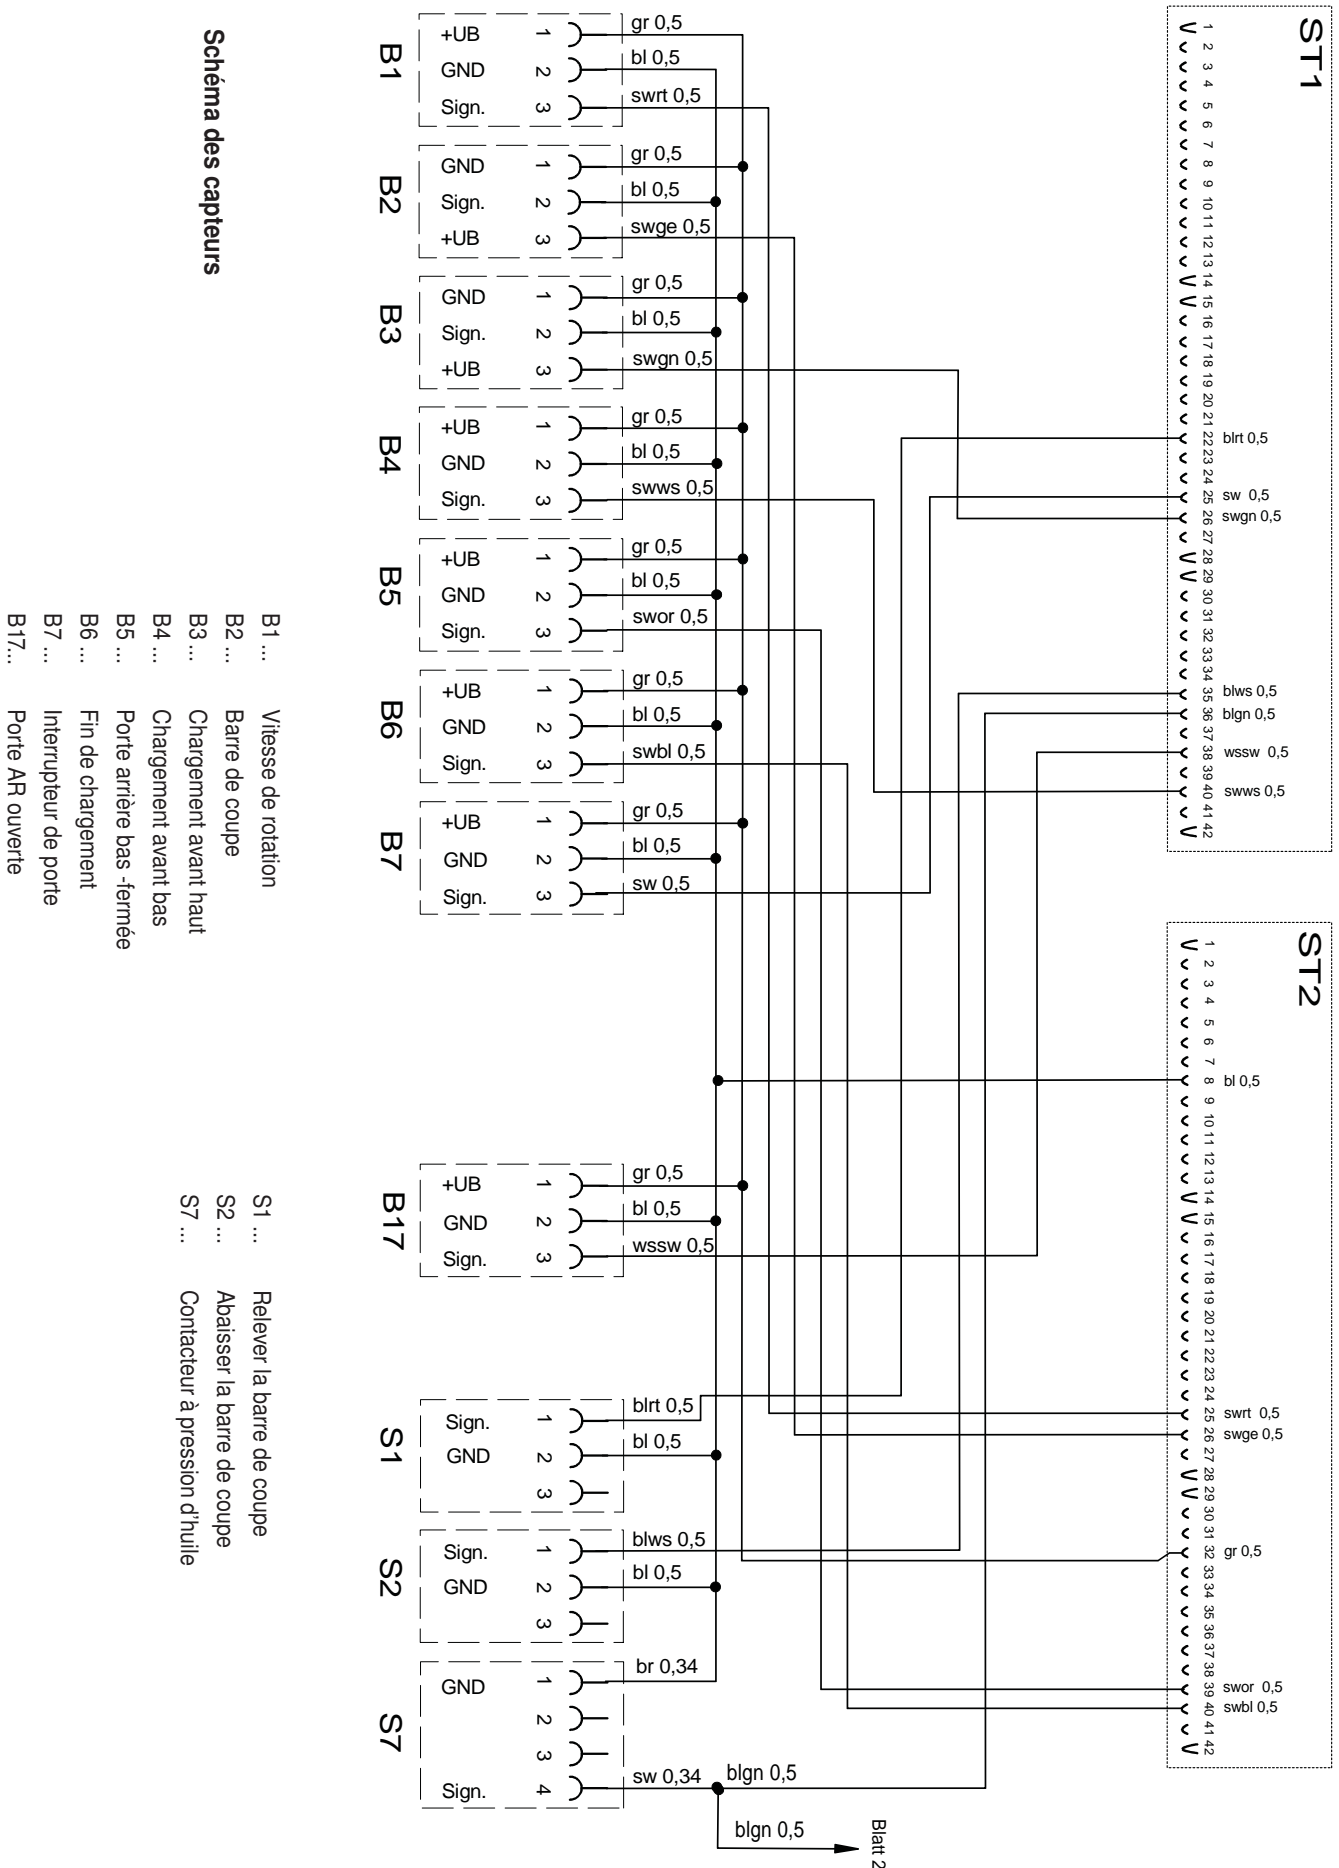 ST1
1 2 3 4 5 6 7 8 9 10 11 12 13 14 15 16 17 18 19 20 21 22 23 24 25 26 27 28 29 30 31 32 33 34 35 36 37 38 39 40 41 42
blrt 0,5
sw 0,5
swgn 0,5
blws 0,5
blgn 0,5
wssw 0,5
swws 0,5
ST2
1 2 3 4 5 6 7 8 9 10 11 12 13 14 15 16 17 18 19 20 21 22 23 24 25 26 27 28 29 30 31 32 33 34 35 36 37 38 39 40 41 42
bl 0,5
swrt 0,5
swge 0,5
gr 0,5
swor 0,5
swbl 0,5
B1
+UB 1 gr 0,5
GND 2 bl 0,5
Sign. 3 swrt 0,5
B2
GND 1 gr 0,5
Sign. 2 bl 0,5
+UB 3 swge 0,5
B3
GND 1 gr 0,5
Sign. 2 bl 0,5
+UB 3 swgn 0,5
B4
+UB 1 gr 0,5
GND 2 bl 0,5
Sign. 3 swws 0,5
B5
+UB 1 gr 0,5
GND 2 bl 0,5
Sign. 3 swor 0,5
B6
+UB 1 gr 0,5
GND 2 bl 0,5
Sign. 3 swbl 0,5
B7
+UB 1 gr 0,5
GND 2 bl 0,5
Sign. 3 sw 0,5
B17
+UB 1 gr 0,5
GND 2 bl 0,5
Sign. 3 wssw 0,5
S1
Sign. 1 blrt 0,5
GND 2 bl 0,5
3
S2
Sign. 1 blws 0,5
GND 2 bl 0,5
3
S7
GND 1 br 0,34
2
3
Sign. 4 sw 0,34 blgn 0,5
blgn 0,5
Blatt 2
Schéma des capteurs
B1 ... Vitesse de rotation
B2 ... Barre de coupe
B3 ... Chargement avant haut
B4 ... Chargement avant bas
B5 ... Porte arrière bas -fermée
B6 ... Fin de chargement
B7 ... Interrupteur de porte
B17... Porte AR ouverte
S1 ... Relever la barre de coupe
S2 ... Abaisser la barre de coupe
S7 ... Contacteur à pression d'huile